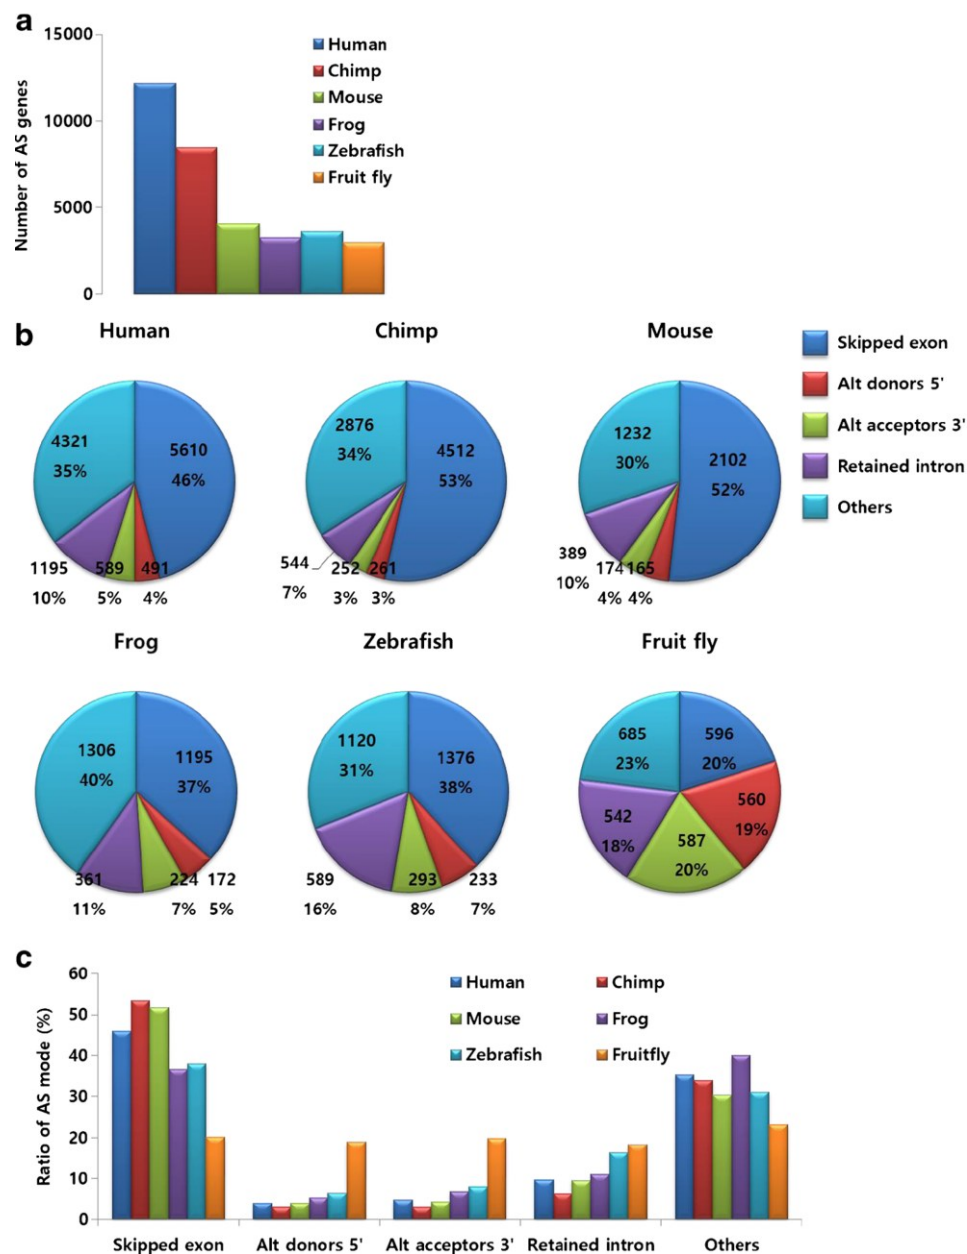 a
15000
10000
5000
0
Number of AS genes
Human
Chimp
Mouse
Frog
Zebrafish
Fruit fly
b
Human
4321
35%
5610
46%
1195
10%
589
5%
491
4%
Chimp
2876
34%
4512
53%
544
7%
252
3%
261
3%
Mouse
1232
30%
2102
52%
389
10%
174
4%
165
4%
Skipped exon
Alt donors 5'
Alt acceptors 3'
Retained intron
Others
Frog
1306
40%
1195
37%
361
11%
224
7%
172
5%
Zebrafish
1120
31%
1376
38%
589
16%
293
8%
233
7%
Fruit fly
685
23%
596
20%
542
18%
587
20%
560
19%
c
60
50
40
30
20
10
0
Ratio of AS mode (%)
Human
Chimp
Mouse
Frog
Zebrafish
Fruitfly
Skipped exon
Alt donors 5'
Alt acceptors 3'
Retained intron
Others